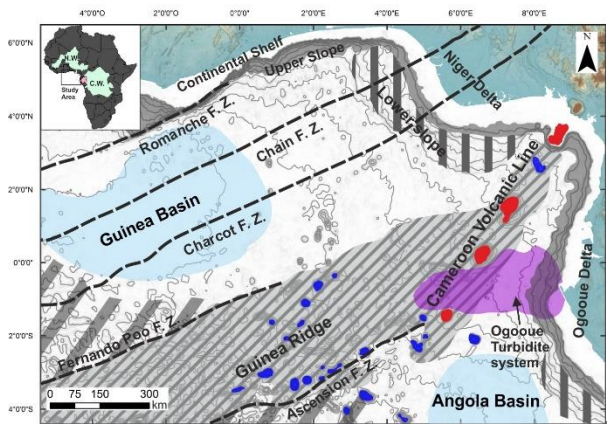 4°0'0"W
2°0'0"W
0°0'0"
2°0'0"E
4°0'0"E
6°0'0"E
8°0'0"E
6°0'0"N
4°0'0"N
2°0'0"N
0°0'0"
2°0'0"S
4°0'0"S
N.W.
C.W.
Study
Area
N
Continental Shelf
Upper Slope
Lower Slope
Niger Delta
Romanche F. Z.
Chain F. Z.
Charcot F. Z.
Guinea Basin
Cameroon Volcanic Line
Fernando Poo F. Z.
Guinea Ridge
Ascension F. Z.
Ogooue
Turbidite
system
Ogooue Delta
Angola Basin
0 75 150 300
km